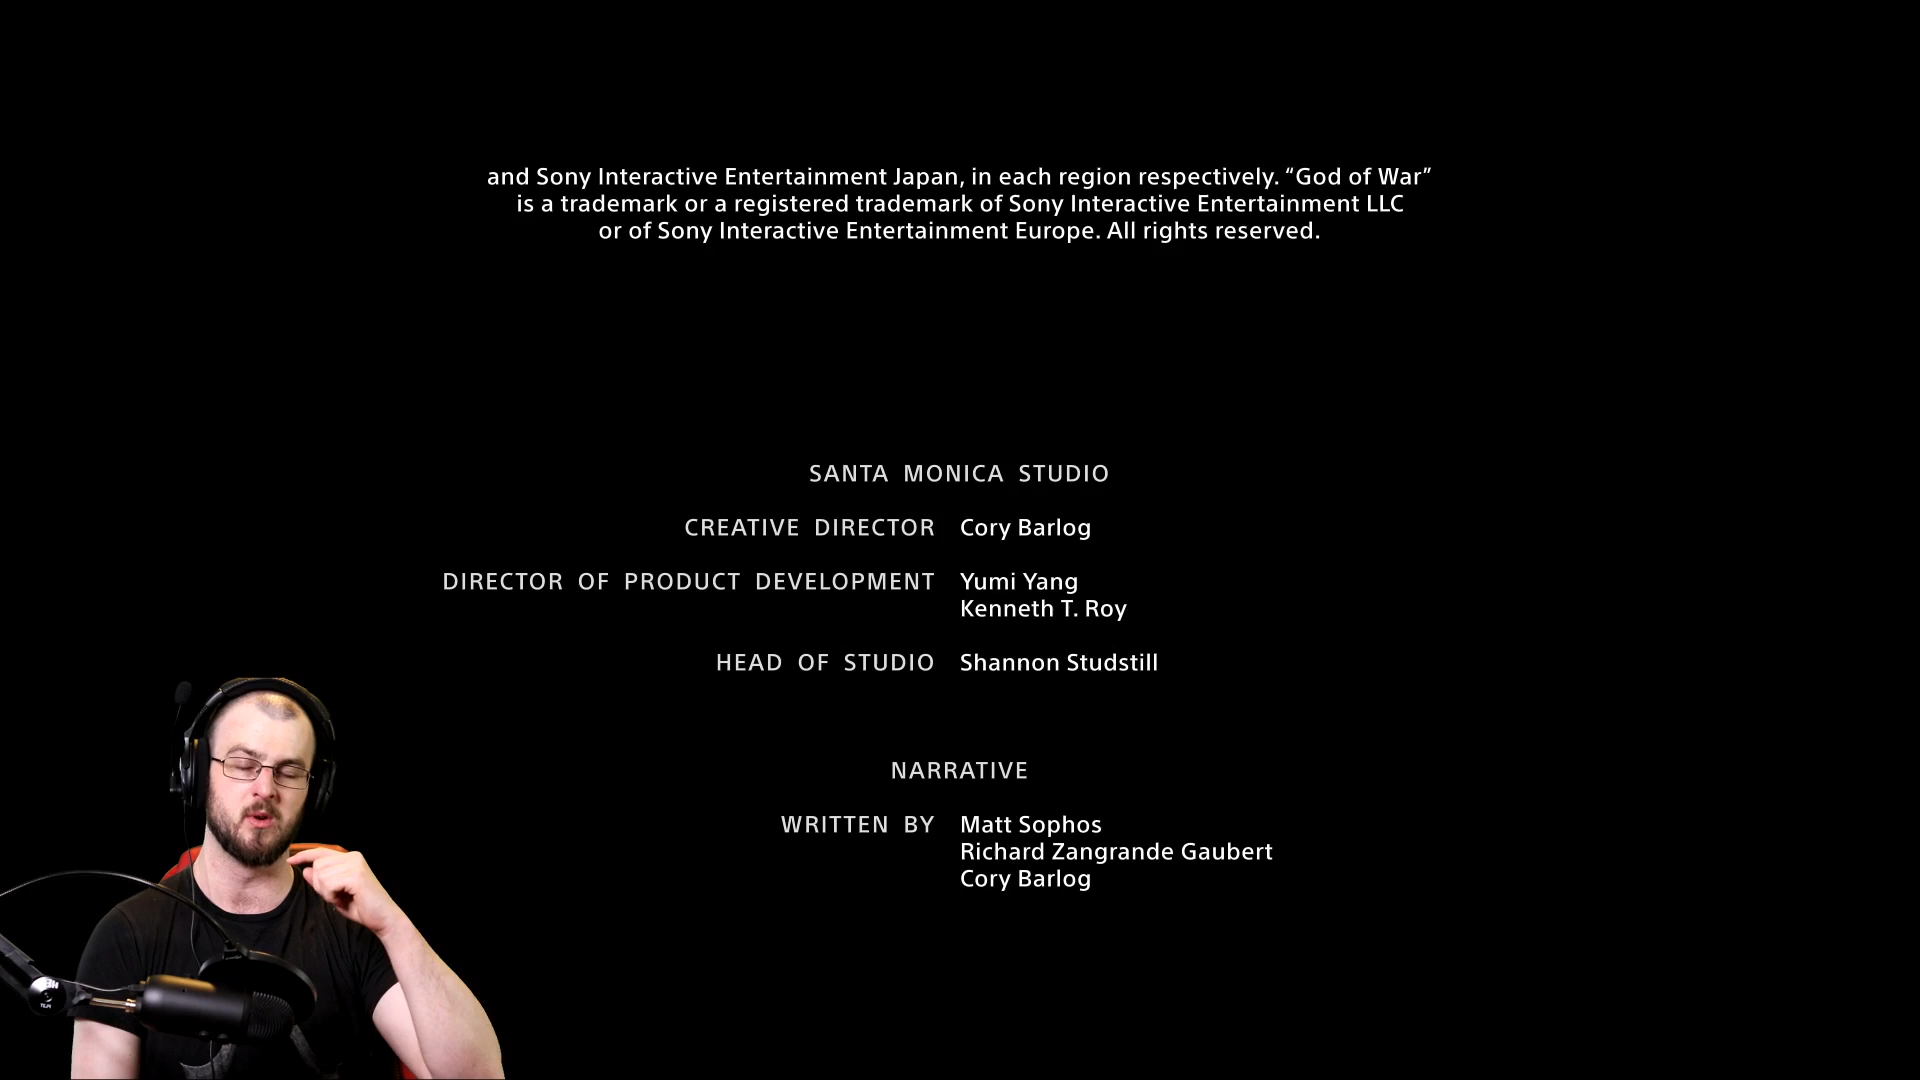 and Sony Interactive Entertainment Japan, in each region respectively. “God of War”
is a trademark or a registered trademark of Sony Interactive Entertainment LLC
or of Sony Interactive Entertainment Europe. All rights reserved.
SANTA MONICA STUDIO
CREATIVE DIRECTOR Cory Barlog
DIRECTOR OF PRODUCT DEVELOPMENT Yumi Yang
Kenneth T. Roy
HEAD OF STUDIO Shannon Studstill
NARRATIVE
WRITTEN BY Matt Sophos
Richard Zangrande Gaubert
Cory Barlog